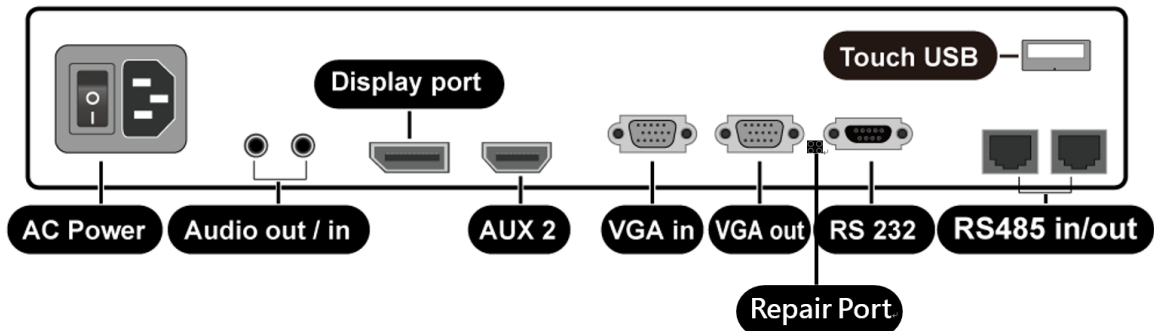 Touch USB
Display port
AC Power
Audio out / in
AUX 2
VGA in
VGA out
RS 232
RS485 in/out
Repair Port